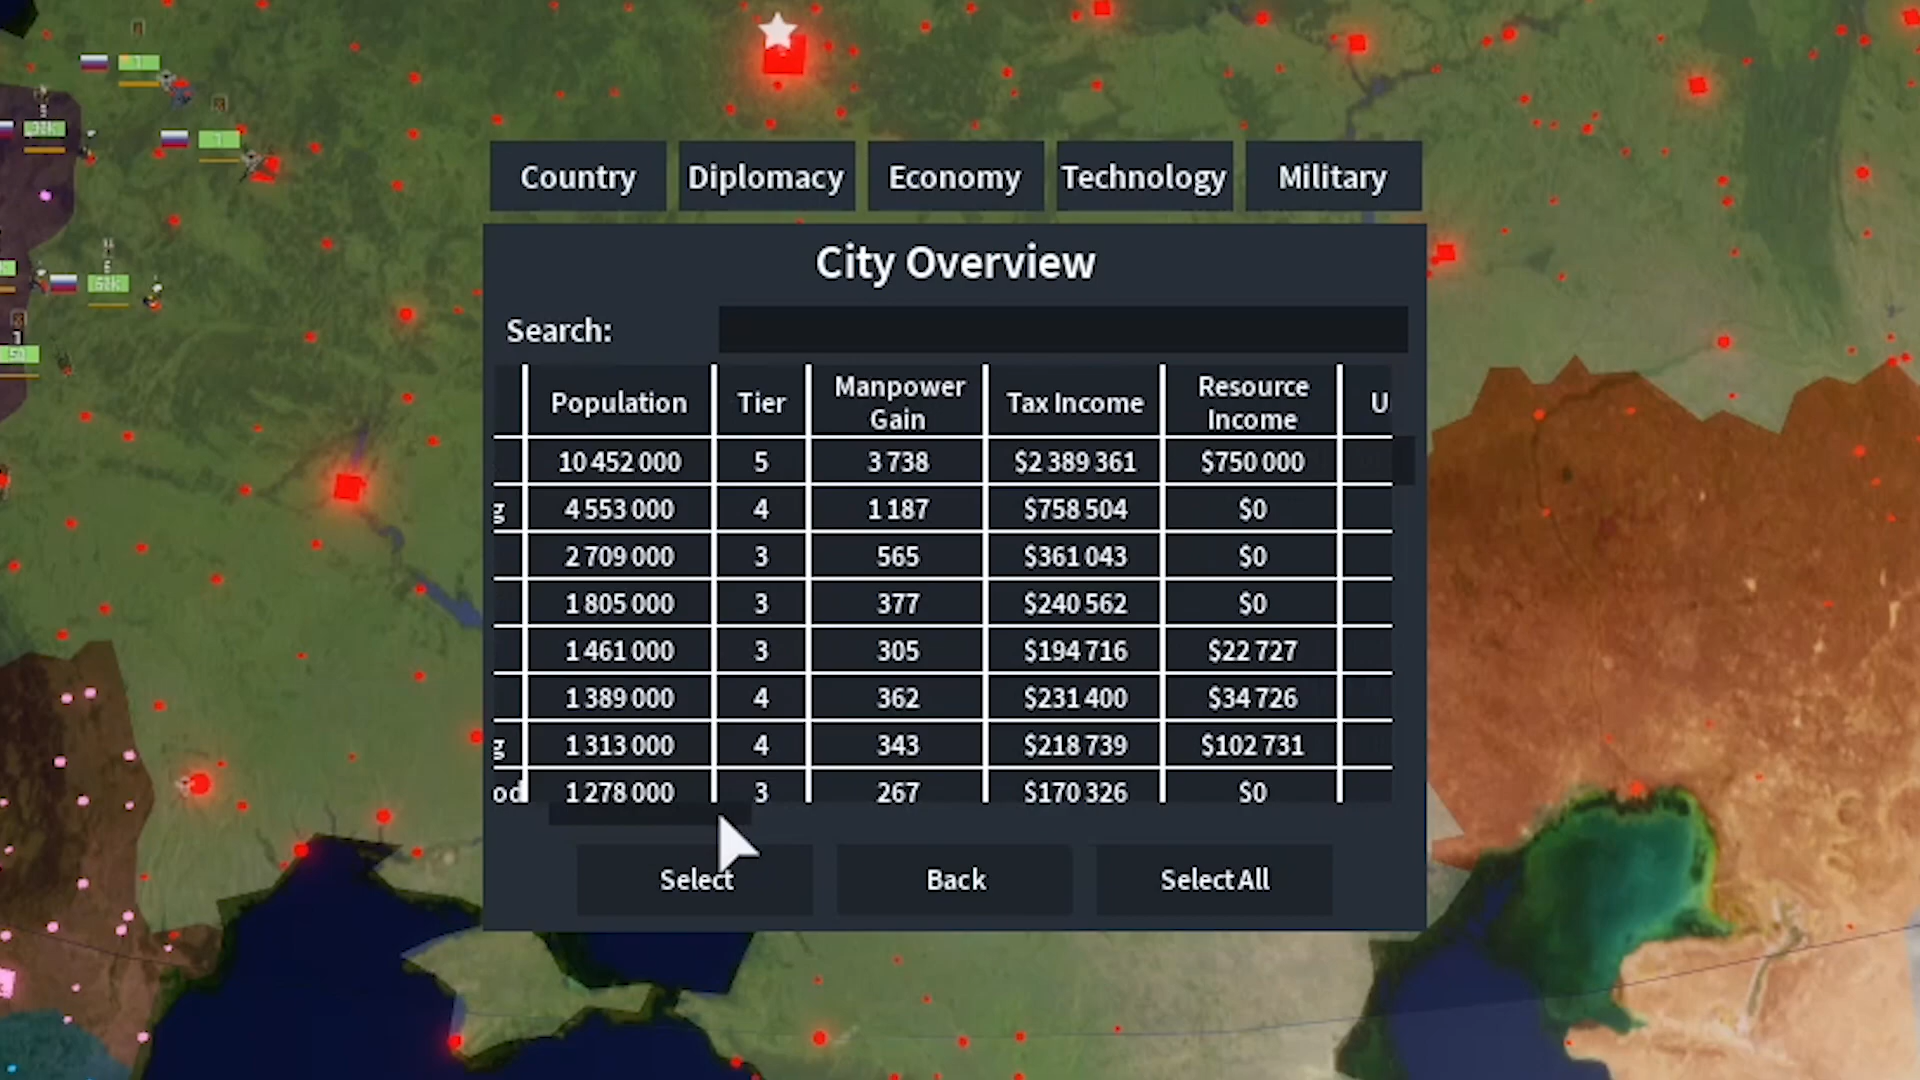 Country Diplomacy Economy Technology Military
City Overview
Search:
Population Tier Manpower Gain Tax Income Resource Income U
10 452 000 5 3 738 $2 389 361 $750 000
g 4 553 000 4 1 187 $758 504 $0
2 709 000 3 565 $361 043 $0
1 805 000 3 377 $240 562 $0
1 461 000 3 305 $194 716 $22 727
1 389 000 4 362 $231 400 $34 726
g 1 313 000 4 343 $218 739 $102 731
od 1 278 000 3 267 $170 326 $0
Select Back Select All